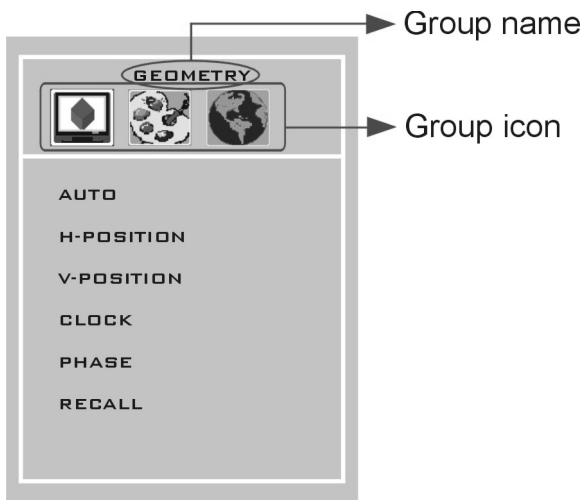 Group name
GEOMETRY
Group icon
AUTO
H-POSITION
V-POSITION
CLOCK
PHASE
RECALL